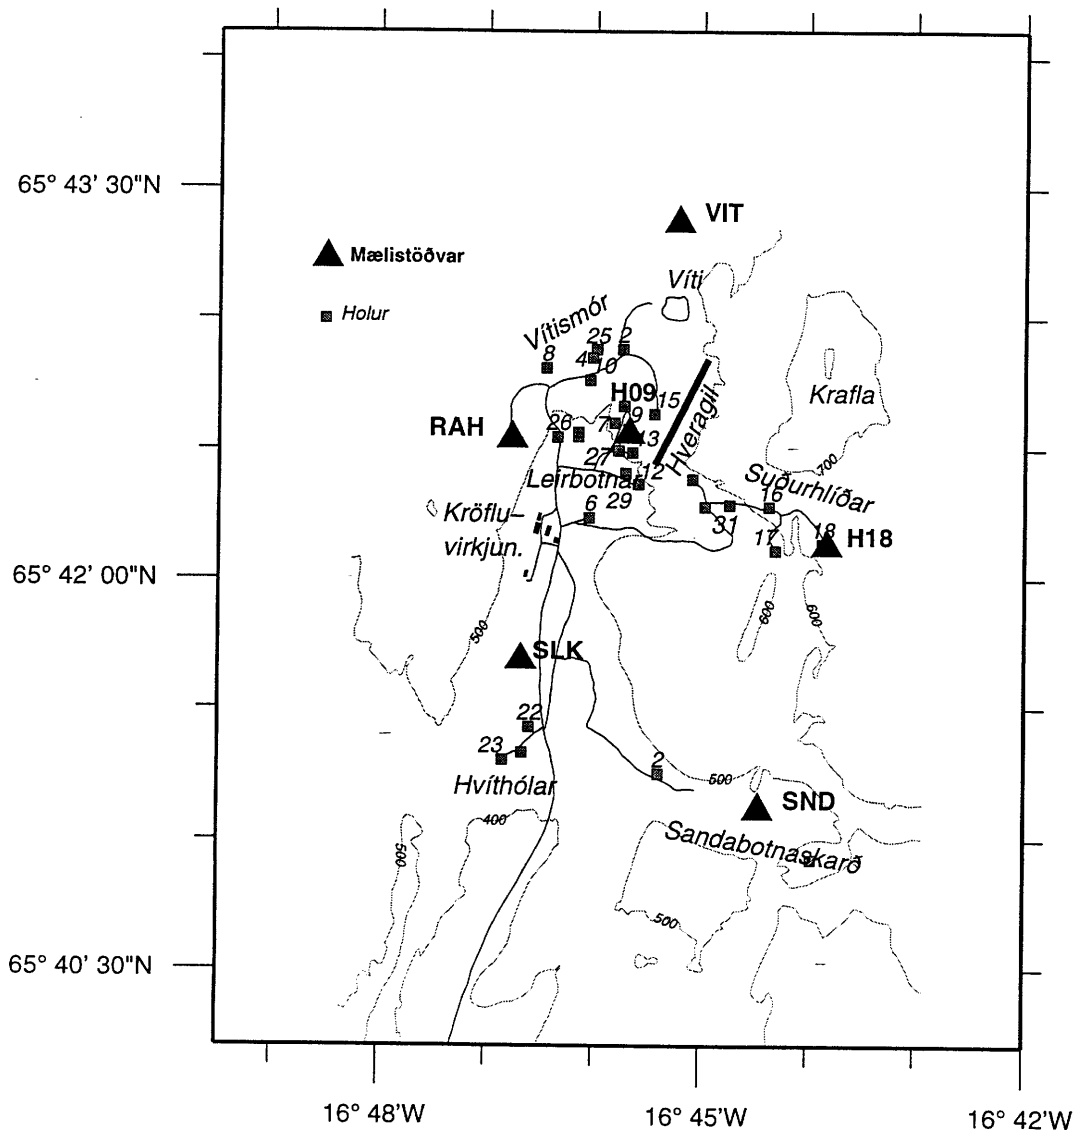 65° 43' 30"N
VIT
Mælistöðvar
Víti
Holur
Vítismór
25
2
8
4
10
Krafla
H09
15
RAH
26
7
9
13
Hveragil
27
12
700
Leirbotnar
Suðurhlíðar
29
16
6
31
Kröflu–
virkjun.
17
18
H18
65° 42' 00"N
600
600
500
SLK
22
23
2
500
Hvíthólar
SND
400
Sandabotnaskarð
500
500
65° 40' 30"N
16° 48'W
16° 45'W
16° 42'W